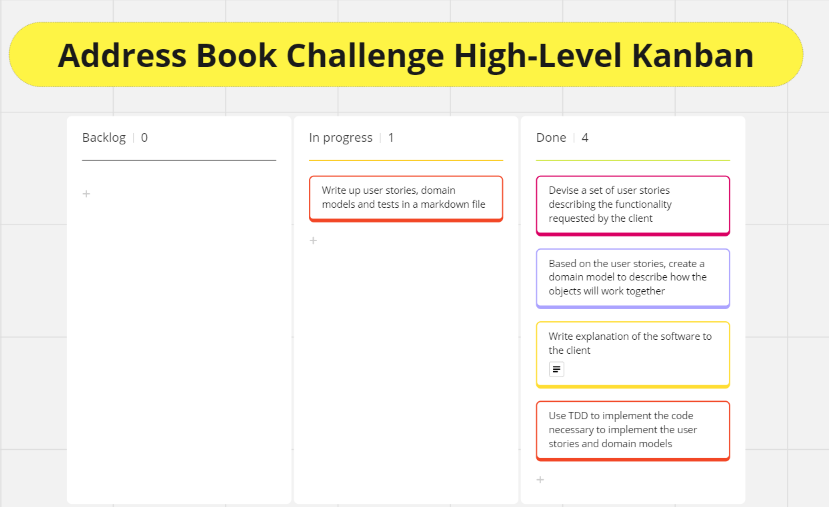 Address Book Challenge High-Level Kanban
Backlog 0
+
In progress 1
Write up user stories, domain
models and tests in a markdown file
+
Done 4
Devise a set of user stories
describing the functionality
requested by the client
Based on the user stories, create a
domain model to describe how the
objects will work together
Write explanation of the software to
the client
Use TDD to implement the code
necessary to implement the user
stories and domain models
+